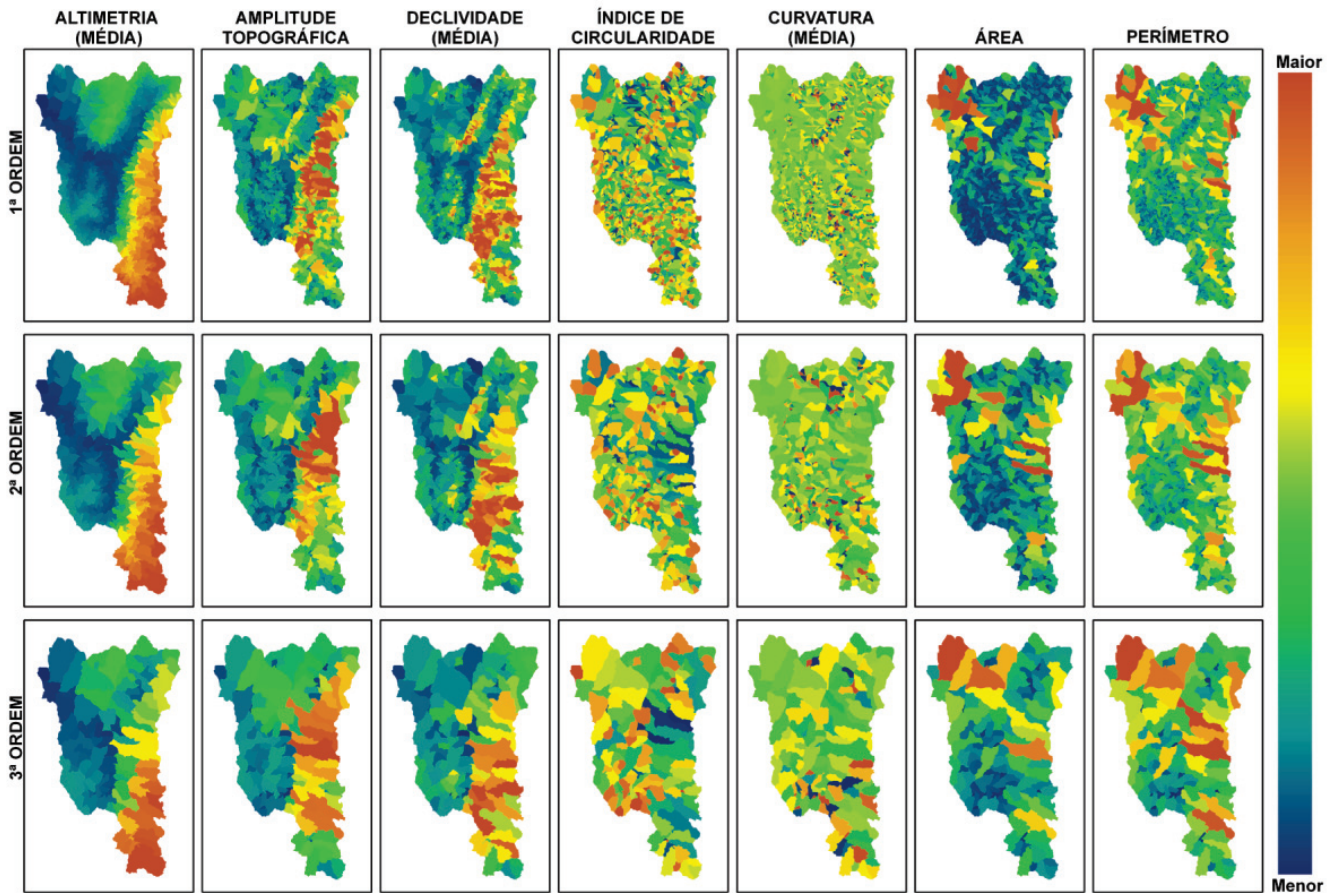 ALTIMETRIA
(MÉDIA)
AMPLITUDE
TOPOGRÁFICA
DECLIVIDADE
(MÉDIA)
ÍNDICE DE
CIRCULARIDADE
CURVATURA
(MÉDIA)
ÁREA
PERÍMETRO
Maior
1ª ORDEM
2ª ORDEM
3ª ORDEM
Menor